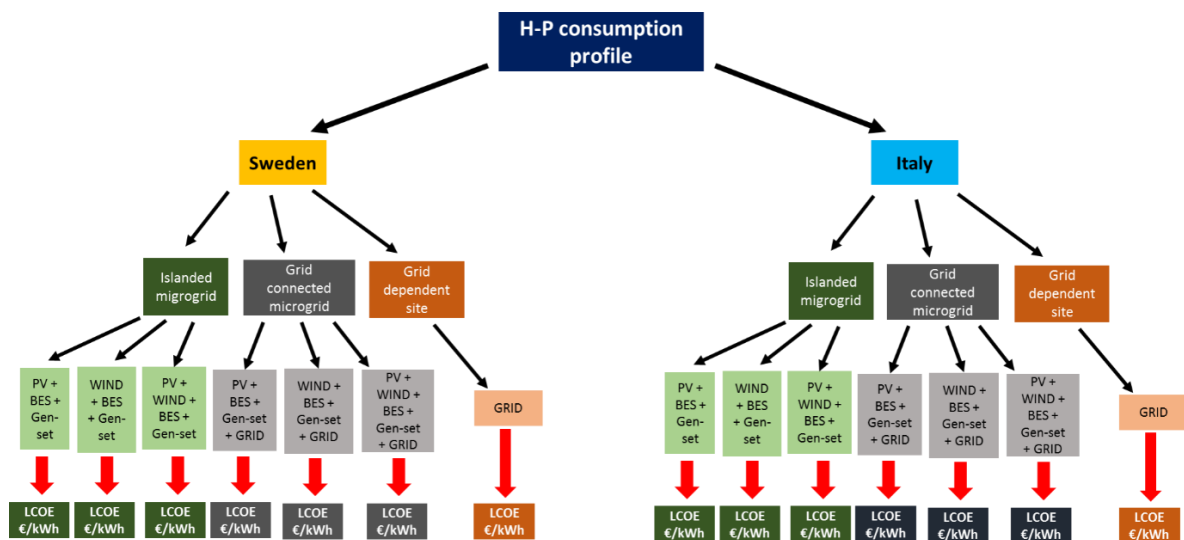 H-P consumption
profile
Sweden
Italy
Islanded
migrogrid
Grid
connected
microgrid
Grid
dependent
site
Islanded
migrogrid
Grid
connected
microgrid
Grid
dependent
site
PV +
BES +
Gen-
set
WIND
+ BES
+ Gen-
set
PV +
WIND +
BES +
Gen-set
PV +
BES +
Gen-set
+ GRID
WIND +
BES +
Gen-set
+ GRID
PV +
WIND +
BES +
Gen-set
+ GRID
GRID
PV +
BES +
Gen-
set
WIND
+ BES
+ Gen-
set
PV +
WIND +
BES +
Gen-set
PV +
BES +
Gen-set
+ GRID
WIND +
BES +
Gen-set
+ GRID
PV +
WIND +
BES +
Gen-set
+ GRID
GRID
LCOE
€/kWh
LCOE
€/kWh
LCOE
€/kWh
LCOE
€/kWh
LCOE
€/kWh
LCOE
€/kWh
LCOE
€/kWh
LCOE
€/kWh
LCOE
€/kWh
LCOE
€/kWh
LCOE
€/kWh
LCOE
€/kWh
LCOE
€/kWh
LCOE
€/kWh